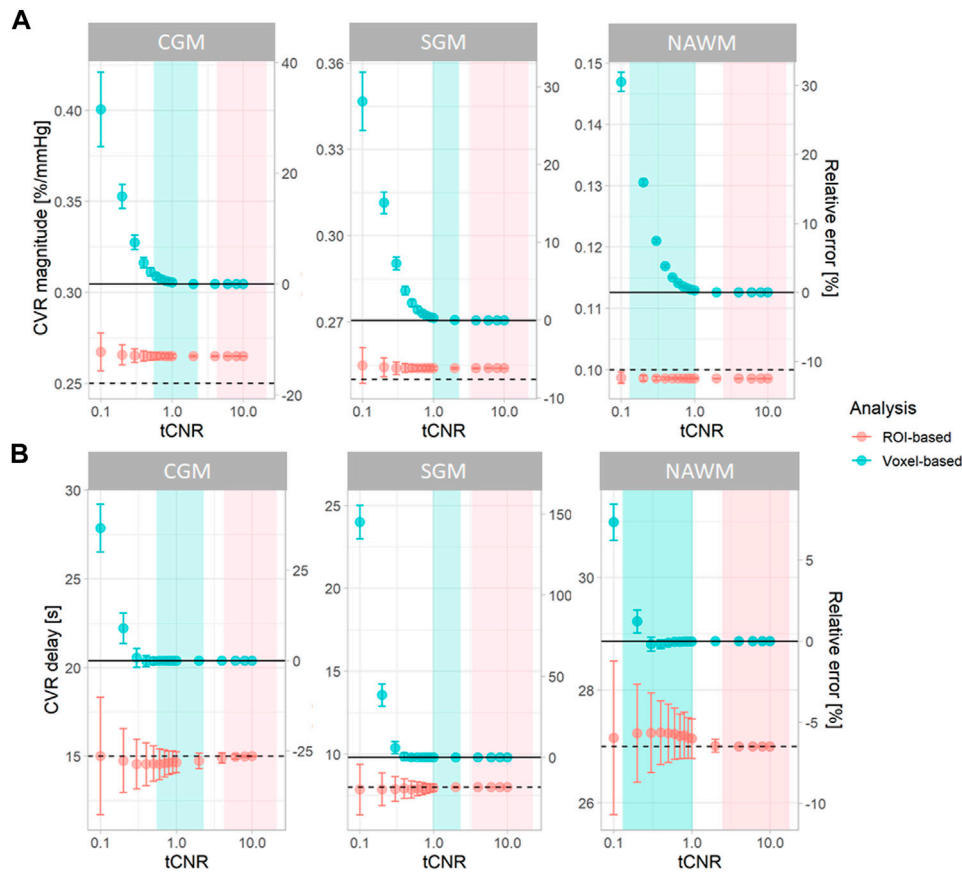 A
CGM SGM NAWM
CVR magnitude [%/mmHg]
0.40
0.35
0.30
0.25
40
20
0
-20
0.1 1.0 10.0
tCNR
0.36
0.33
0.30
0.27
30
20
10
0
-10
0.1 1.0 10.0
tCNR
0.15
0.14
0.13
0.12
0.11
0.10
30
20
10
0
-10
0.1 1.0 10.0
tCNR
Relative error [%]
Analysis
ROI-based
Voxel-based
B
CGM SGM NAWM
CVR delay [s]
30
25
20
15
25
0
-25
0.1 1.0 10.0
tCNR
25
20
15
10
150
100
50
0
0.1 1.0 10.0
tCNR
30
28
26
5
0
-5
-10
0.1 1.0 10.0
tCNR
Relative error [%]